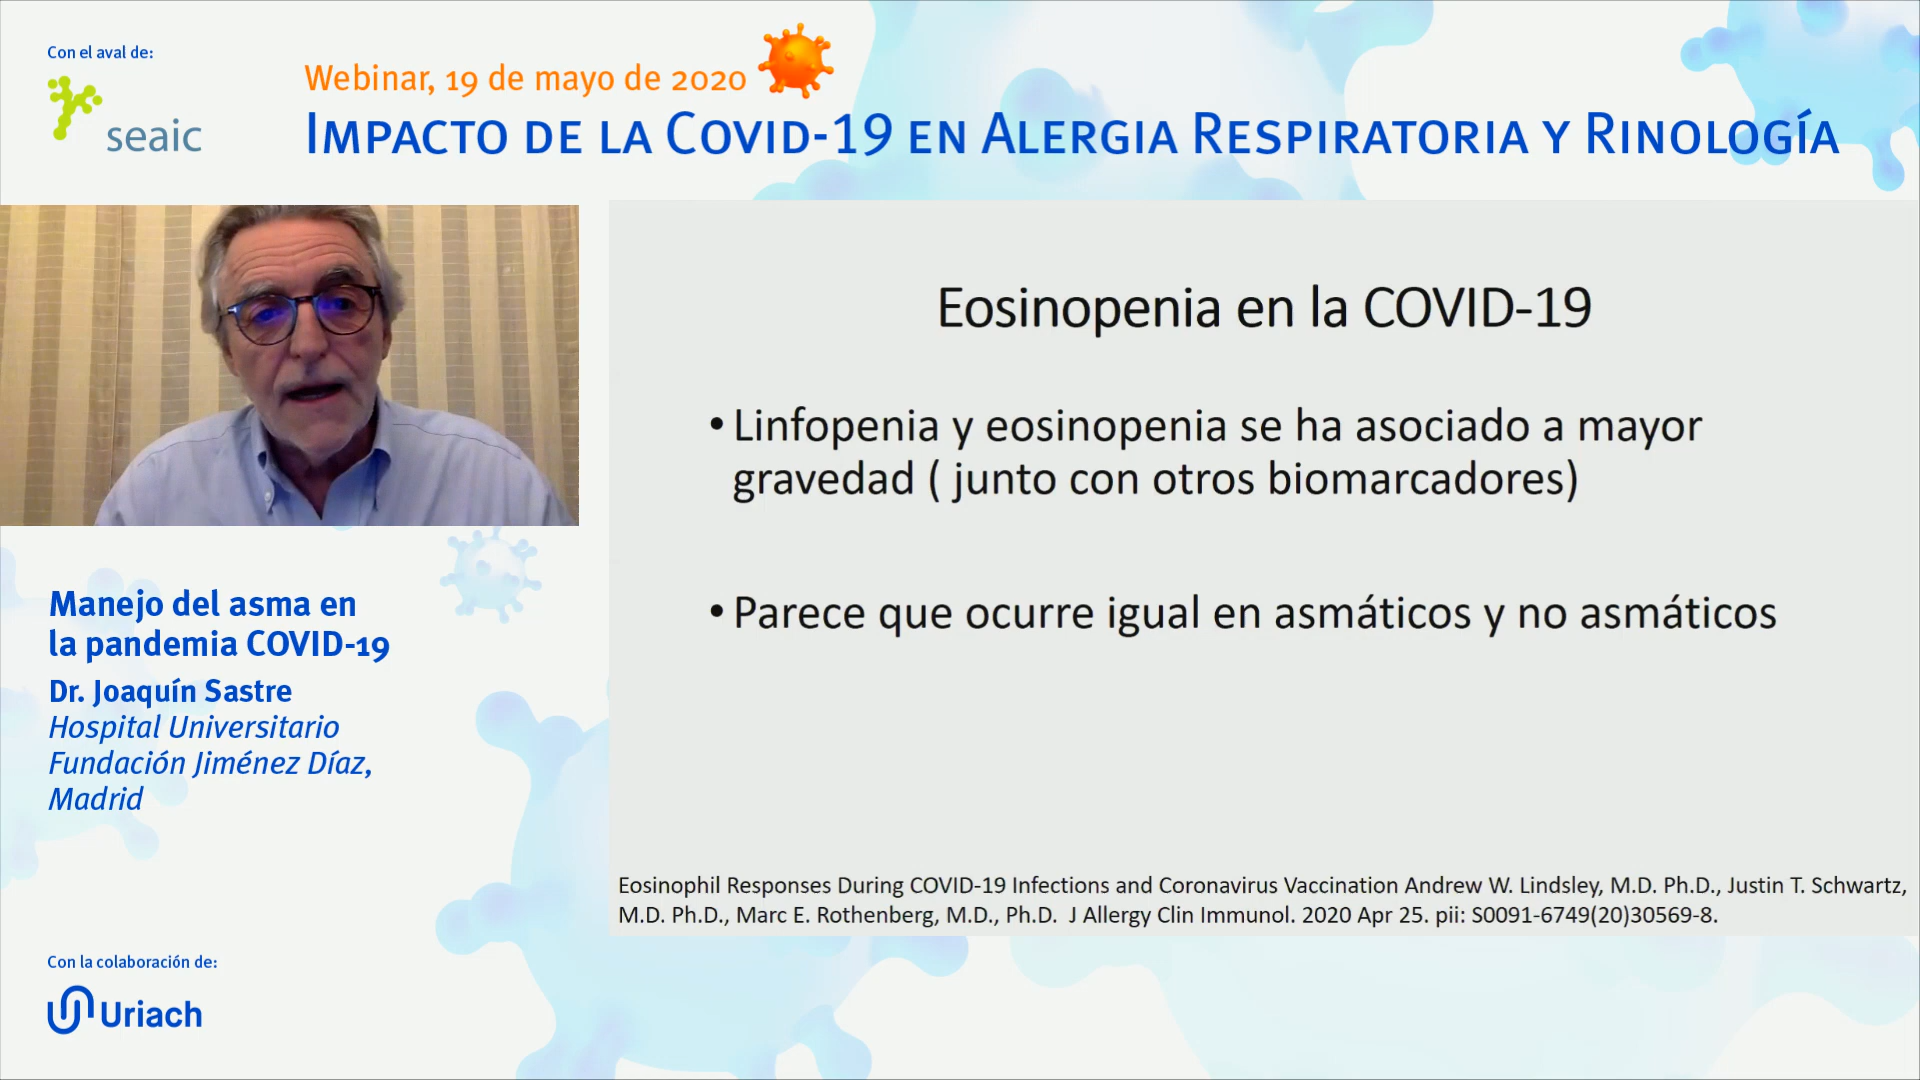 Con el aval de:
seaic
Webinar, 19 de mayo de 2020
Impacto de la Covid-19 en Alergia Respiratoria y Rinología
Eosinopenia en la COVID-19
• Linfopenia y eosinopenia se ha asociado a mayor
gravedad ( junto con otros biomarcadores)
• Parece que ocurre igual en asmáticos y no asmáticos
Eosinophil Responses During COVID-19 Infections and Coronavirus Vaccination Andrew W. Lindsley, M.D. Ph.D., Justin T. Schwartz,
M.D. Ph.D., Marc E. Rothenberg, M.D., Ph.D. J Allergy Clin Immunol. 2020 Apr 25. pii: S0091-6749(20)30569-8.
Manejo del asma en
la pandemia COVID-19
Dr. Joaquín Sastre
Hospital Universitario
Fundación Jiménez Díaz,
Madrid
Con la colaboración de:
Uriach